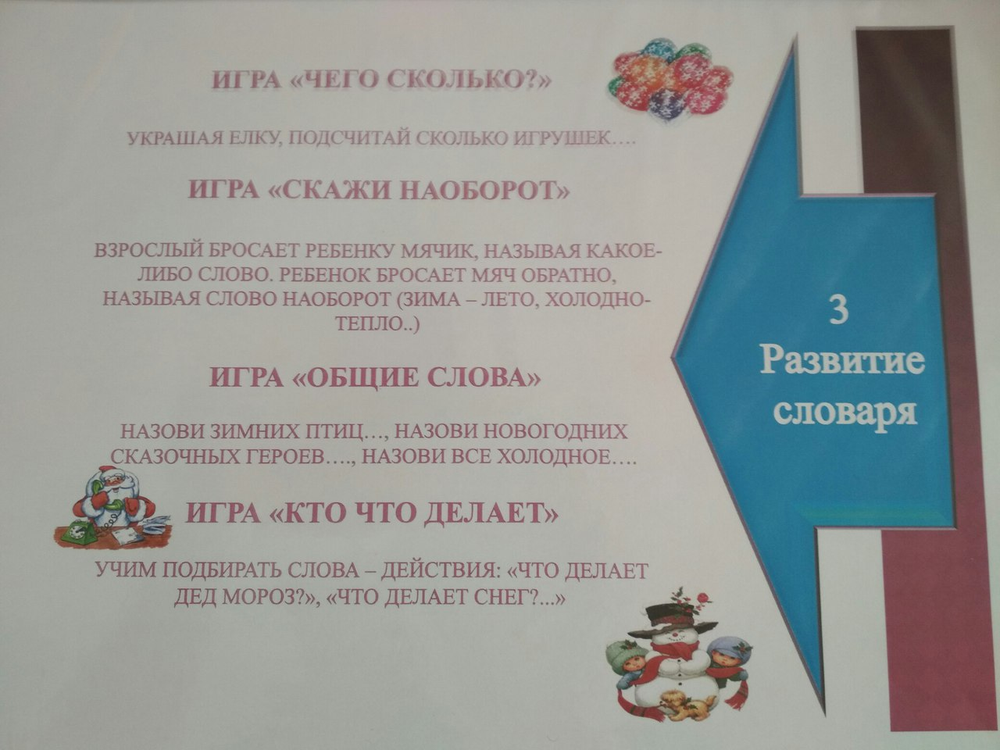 ИГРА «ЧЕГО СКОЛЬКО?»
УКРАШАЯ ЕЛКУ, ПОДСЧИТАЙ СКОЛЬКО ИГРУШЕК….
ИГРА «СКАЖИ НАОБОРОТ»
ВЗРОСЛЫЙ БРОСАЕТ РЕБЕНКУ МЯЧИК, НАЗЫВАЯ КАКОЕ-
ЛИБО СЛОВО. РЕБЕНОК БРОСАЕТ МЯЧ ОБРАТНО,
НАЗЫВАЯ СЛОВО НАОБОРОТ (ЗИМА – ЛЕТО, ХОЛОДНО-
ТЕПЛО..)
ИГРА «ОБЩИЕ СЛОВА»
НАЗОВИ ЗИМНИХ ПТИЦ…, НАЗОВИ НОВОГОДНИХ
СКАЗОЧНЫХ ГЕРОЕВ…., НАЗОВИ ВСЕ ХОЛОДНОЕ….
ИГРА «КТО ЧТО ДЕЛАЕТ»
УЧИМ ПОДБИРАТЬ СЛОВА – ДЕЙСТВИЯ: «ЧТО ДЕЛАЕТ
ДЕД МОРОЗ?», «ЧТО ДЕЛАЕТ СНЕГ?...»
3
Развитие
словаря